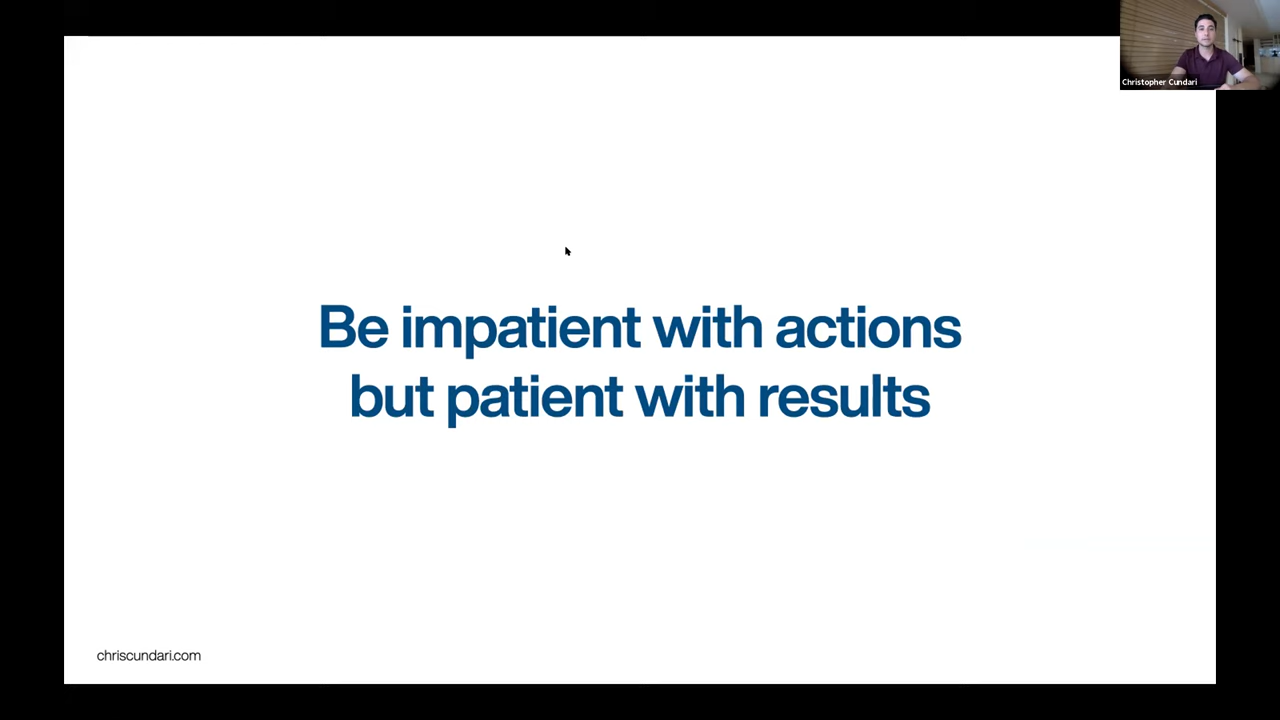 Christopher Cundari
Be impatient with actions
but patient with results
chriscundari.com